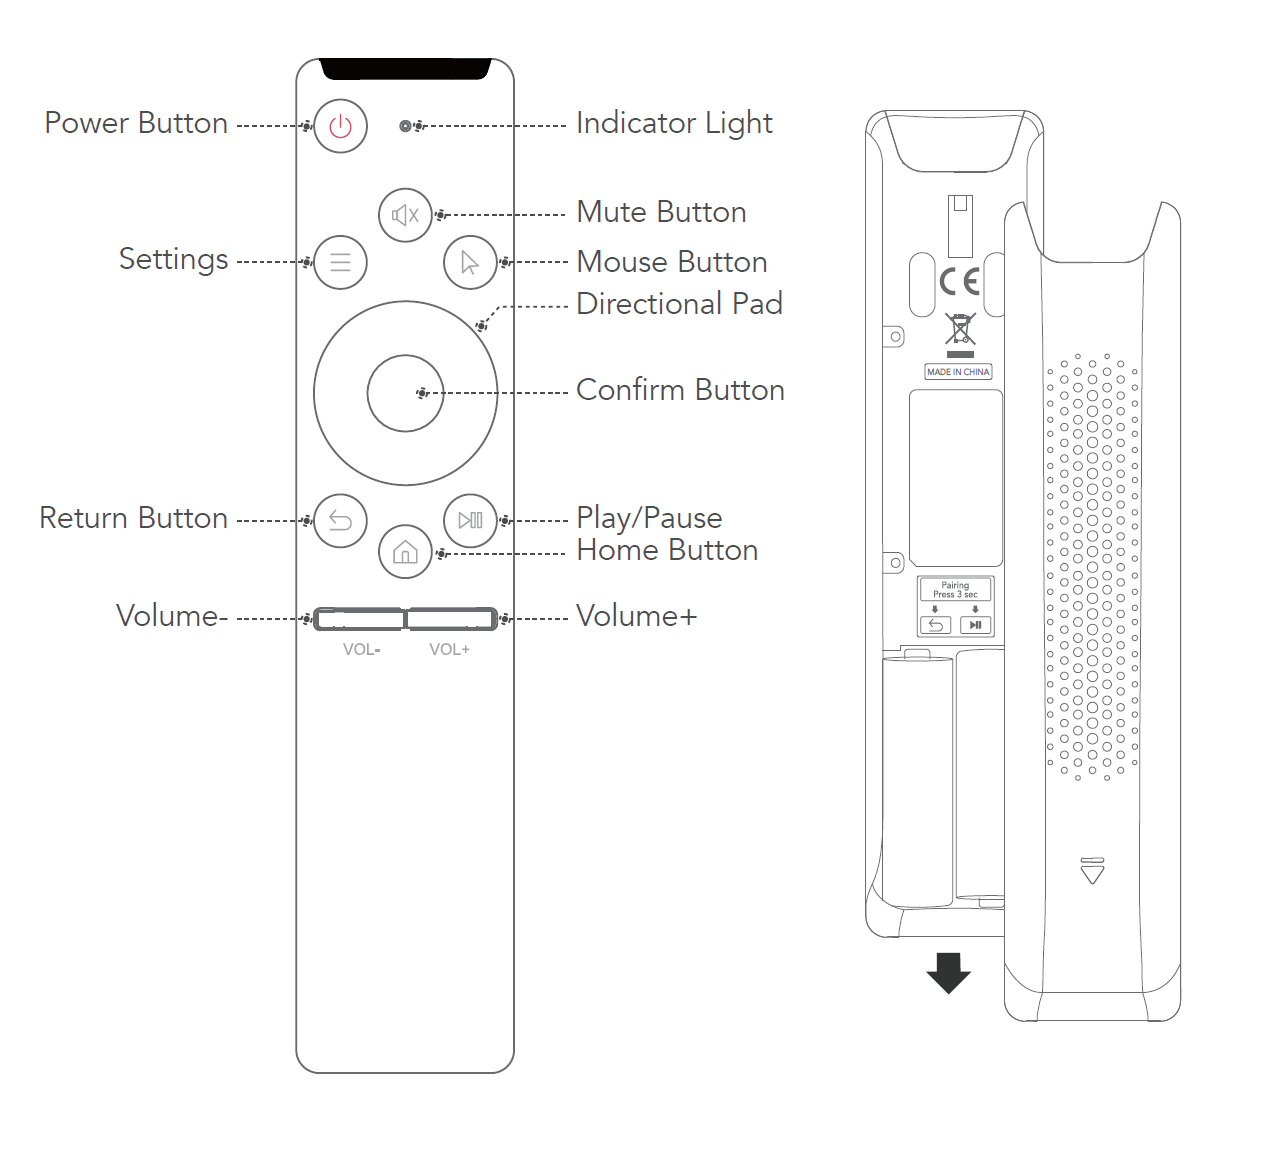 Power Button
Indicator Light
Mute Button
Settings
Mouse Button
Directional Pad
Confirm Button
Return Button
Play/Pause
Home Button
Volume-
Volume+
VOL-
VOL+
CE
MADE IN CHINA
Pairing
Press 3 sec